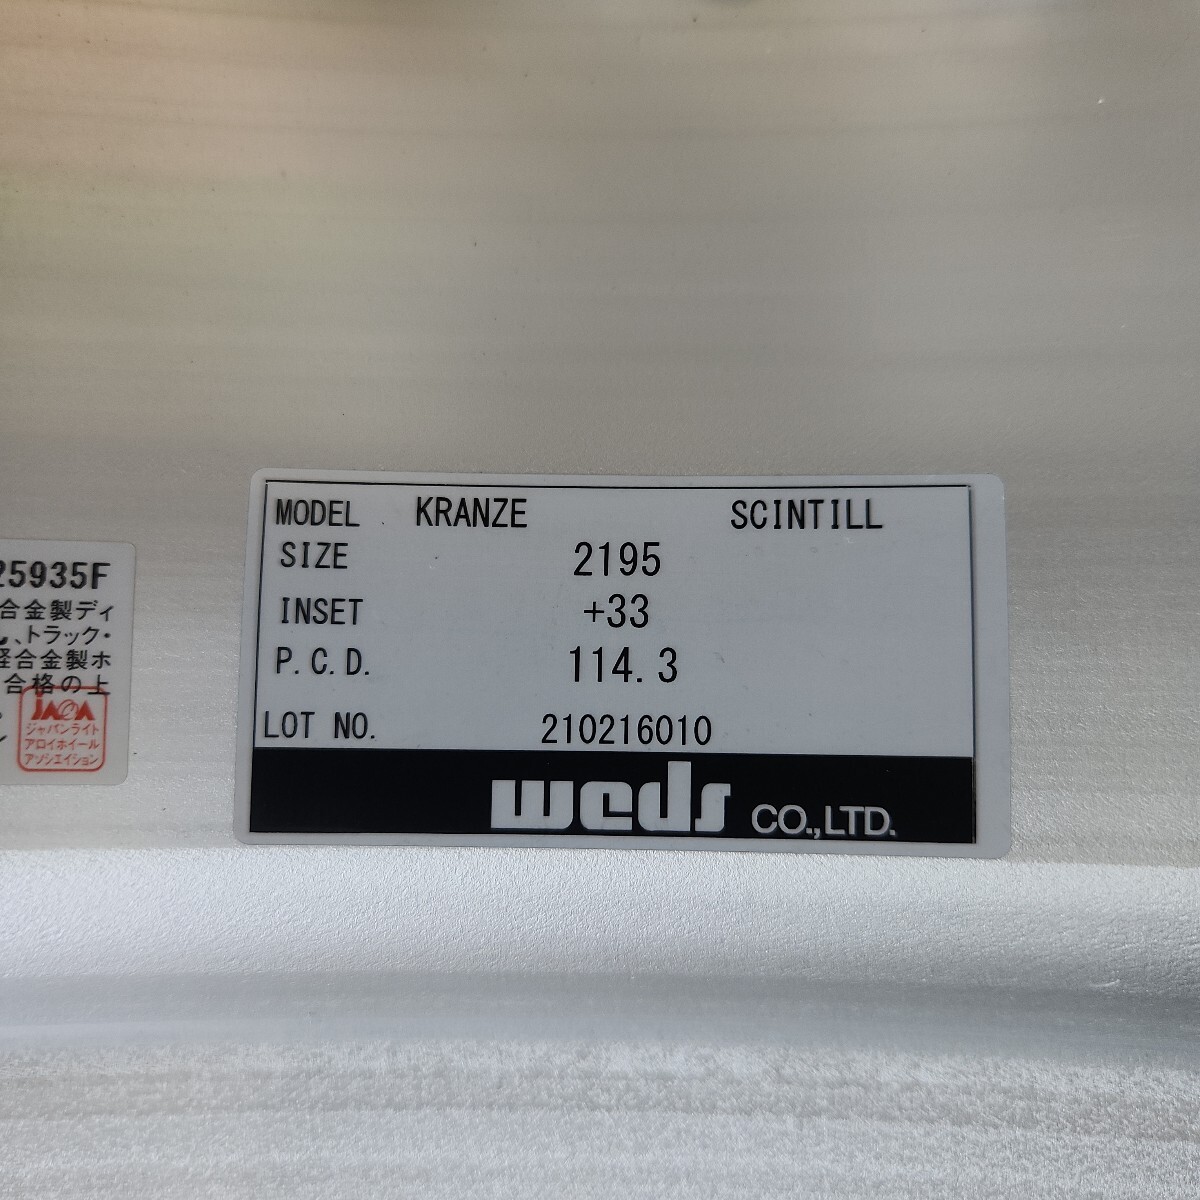 MODEL KRANZE SCINTILL
SIZE 2195
INSET +33
P.C.D. 114.3
LOT NO. 210216010
weds CO.,LTD.
25935F
合金製ディ
、トラック・
軽合金製ホ
合格の上
JAWA
ジャパンライト
アロイホイール
アソシエイション